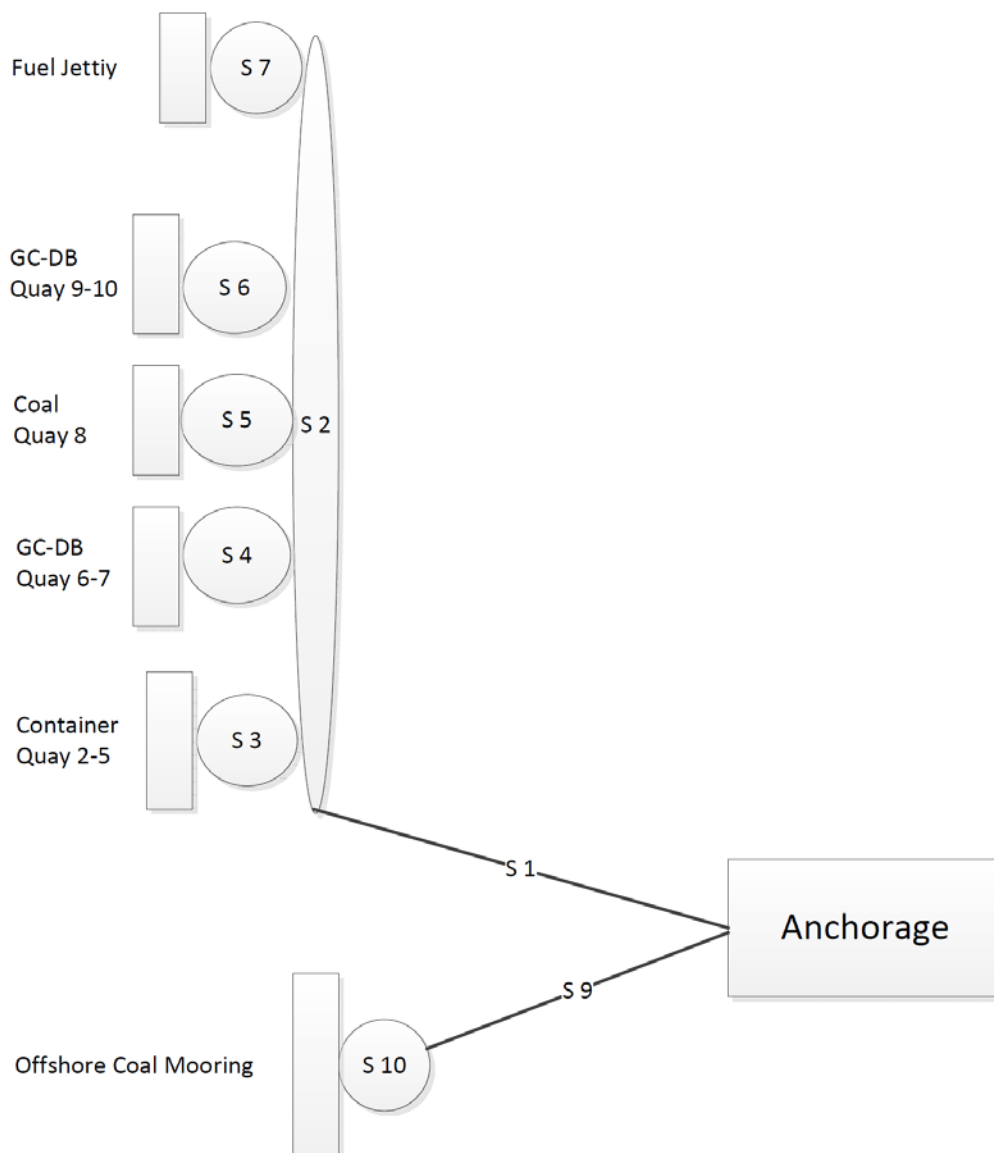 Fuel Jettiy
S 7
GC-DB
Quay 9-10
S 6
Coal
Quay 8
S 5
S 2
GC-DB
Quay 6-7
S 4
Container
Quay 2-5
S 3
S 1
Anchorage
S 9
Offshore Coal Mooring
S 10